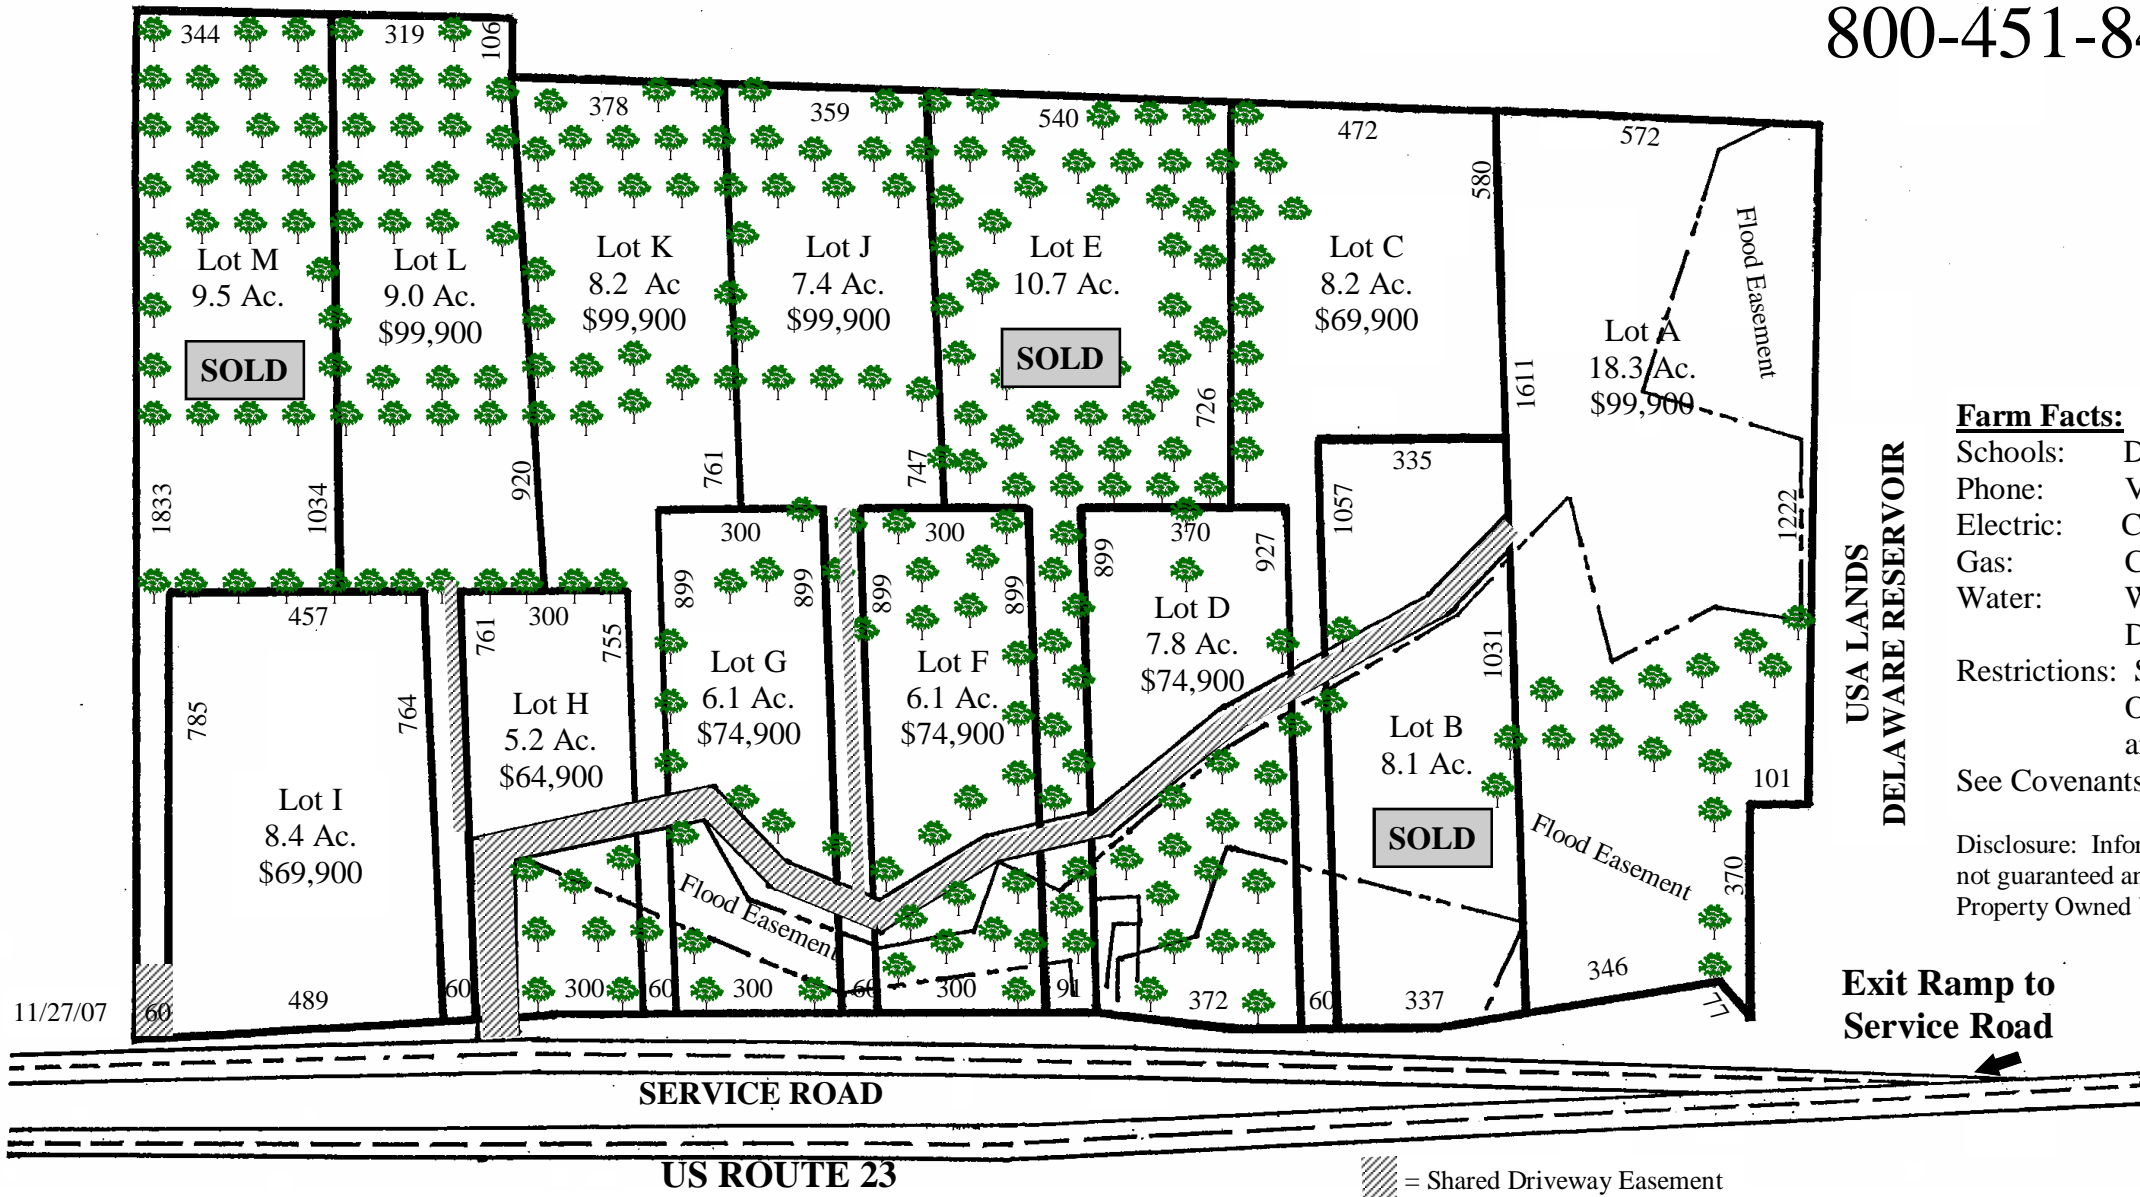 800-451-84
344
319
106
378
359
540
472
572
580
Lot M
9.5 Ac.
SOLD
Lot L
9.0 Ac.
$99,900
Lot K
8.2 Ac
$99,900
Lot J
7.4 Ac.
$99,900
Lot E
10.7 Ac.
SOLD
Lot C
8.2 Ac.
$69,900
Lot A
18.3 Ac.
$99,900
Flood Easement
1833
1034
920
761
747
726
1611
335
1057
1222
USA LANDS
DELAWARE RESERVOIR
457
300
300
300
370
785
764
761
755
899
899
899
899
899
927
1031
Lot I
8.4 Ac.
$69,900
Lot H
5.2 Ac.
$64,900
Lot G
6.1 Ac.
$74,900
Lot F
6.1 Ac.
$74,900
Lot D
7.8 Ac.
$74,900
Lot B
8.1 Ac.
SOLD
Flood Easement
Flood Easement
101
370
346
77
60
489
60
300
60
300
60
300
91
372
60
337
11/27/07
Farm Facts:
Schools: D
Phone: V
Electric: C
Gas: C
Water: W
D
Restrictions: S
O
a
See Covenants
Disclosure: Infor
not guaranteed an
Property Owned
Exit Ramp to
Service Road
SERVICE ROAD
US ROUTE 23
= Shared Driveway Easement